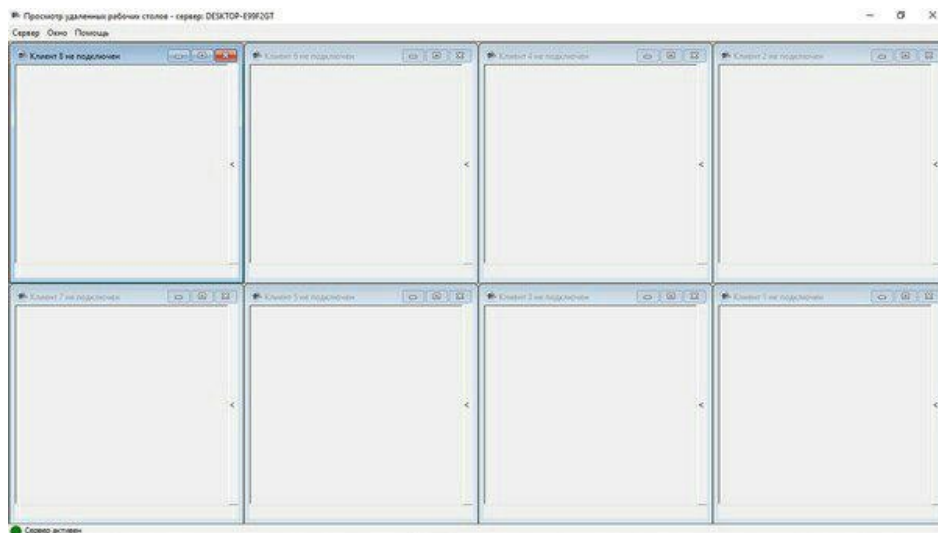 Просмотр удаленных рабочих столов - сервер: DESKTOP-E99F2GT
Сервер Окно Помощь
Клиент 8 не подключен
Клиент 6 не подключен
Клиент 4 не подключен
Клиент 2 не подключен
Клиент 7 не подключен
Клиент 5 не подключен
Клиент 3 не подключен
Клиент 1 не подключен
Сервер активен